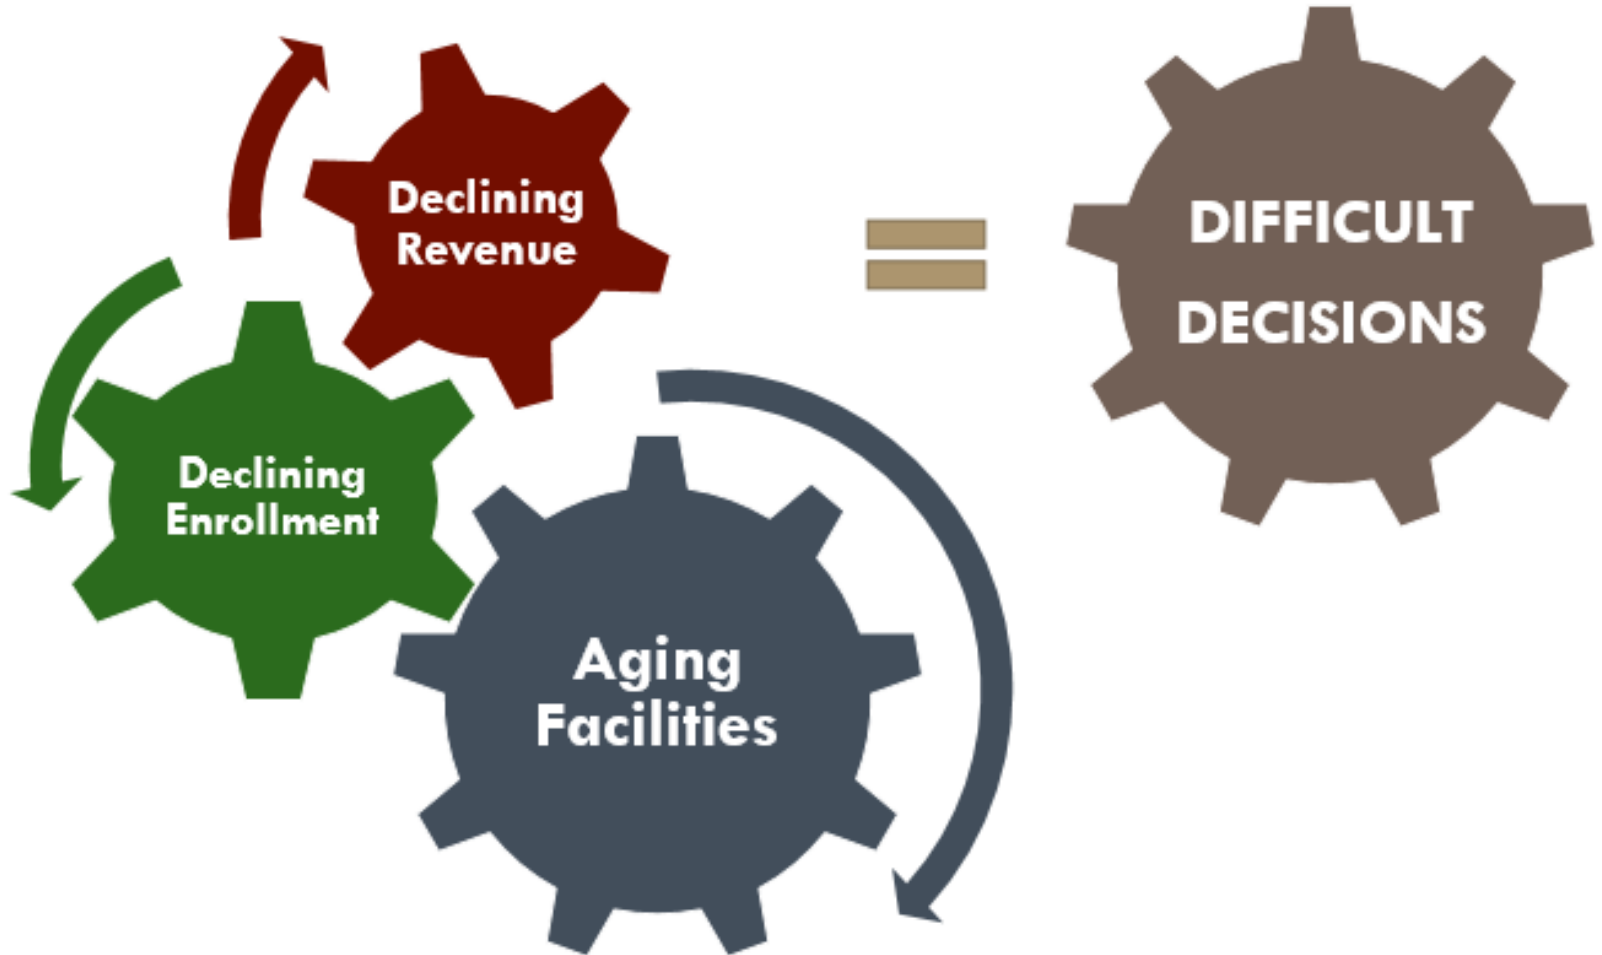 Declining
Revenue
DIFFICULT
DECISIONS
Declining
Enrollment
Aging
Facilities